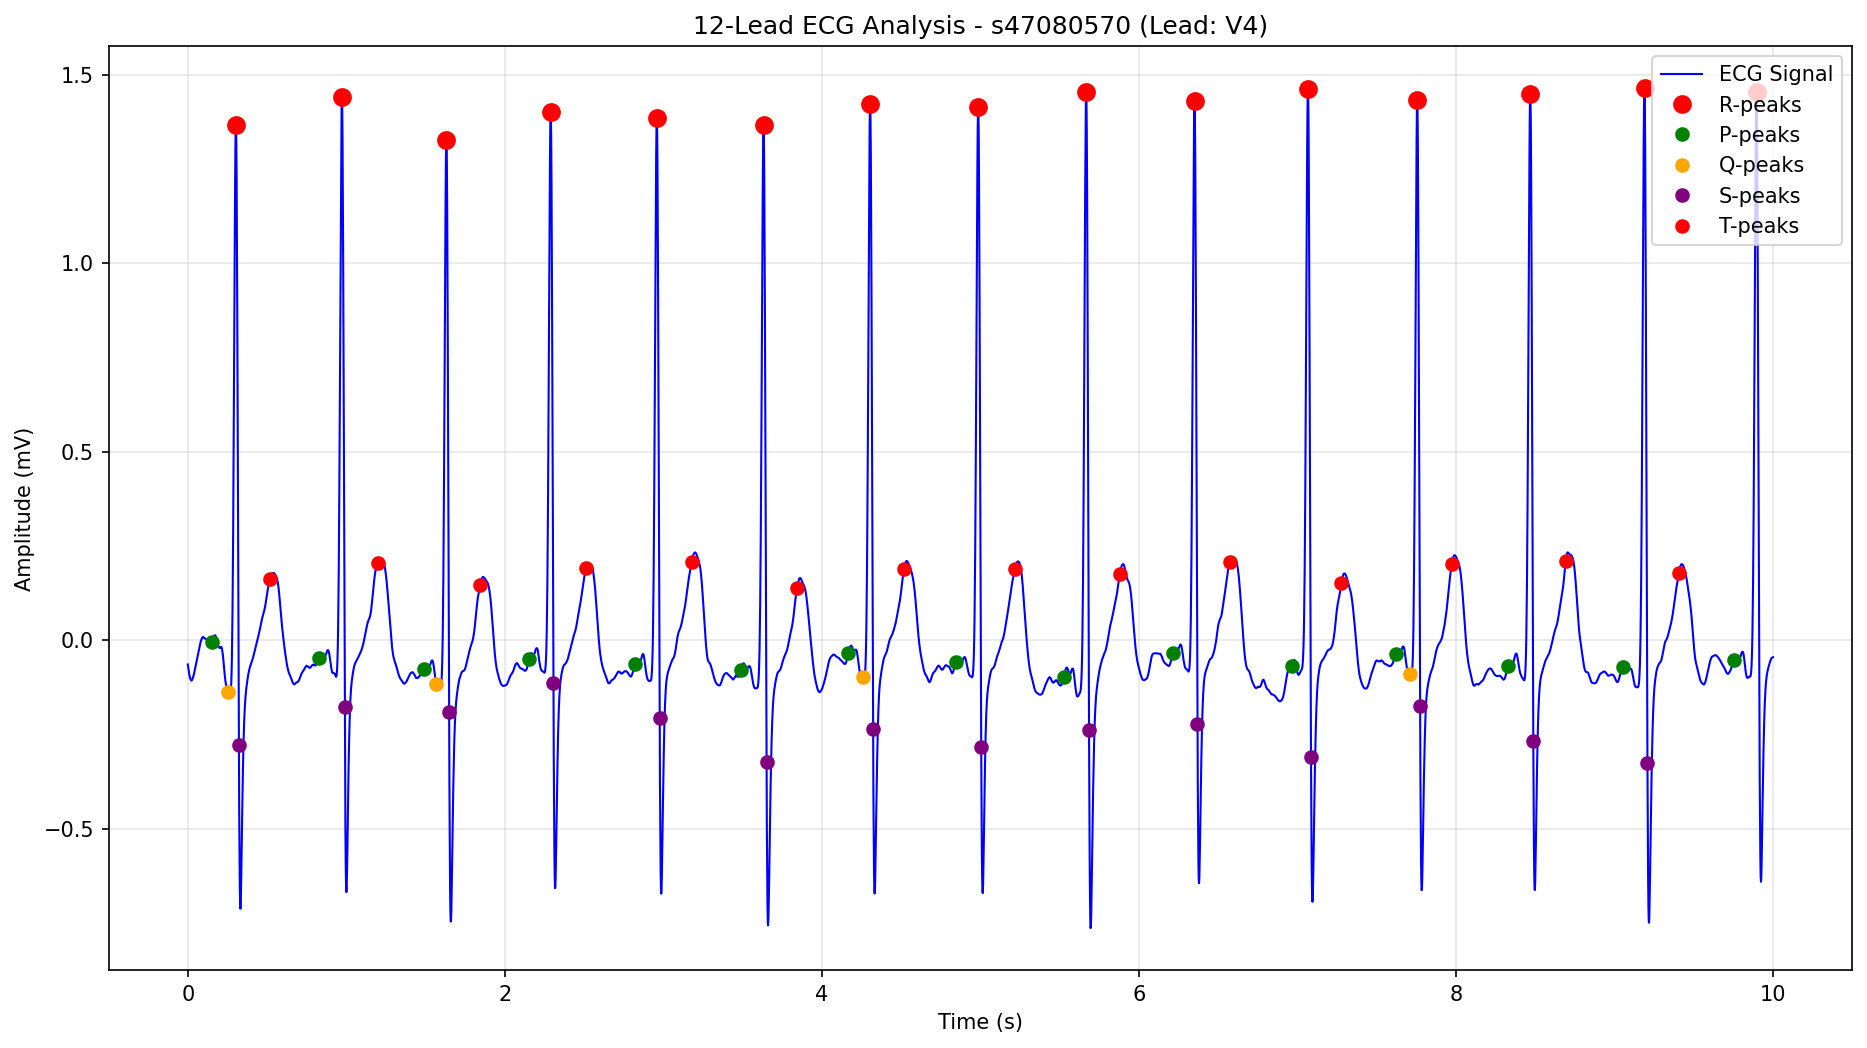 12-Lead ECG Analysis - s47080570 (Lead: V4)
1.5
1.0
0.5
0.0
−0.5
Amplitude (mV)
0
2
4
6
8
10
Time (s)
ECG Signal
R-peaks
P-peaks
Q-peaks
S-peaks
T-peaks